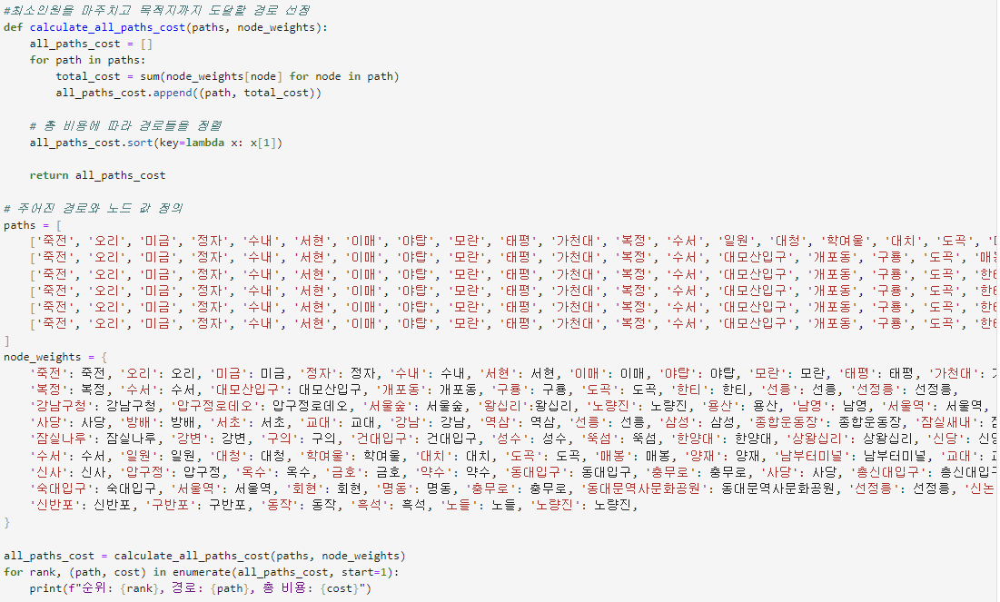 #최소인원을 마주치고 목적지까지 도달할 경로 선정
def calculate_all_paths_cost(paths, node_weights):
    all_paths_cost = []
    for path in paths:
        total_cost = sum(node_weights[node] for node in path)
        all_paths_cost.append((path, total_cost))
    # 총 비용에 따라 경로들을 정렬
    all_paths_cost.sort(key=lambda x: x[1])
    return all_paths_cost
# 주어진 경로와 노드 값 정의
paths = [
    ['죽전', '오리', '미금', '정자', '수내', '서현', '이매', '야탑', '모란', '태평', '가천대', '복정', '수서', '일원', '대청', '학여울', '대치', '도곡',
    ['죽전', '오리', '미금', '정자', '수내', '서현', '이매', '야탑', '모란', '태평', '가천대', '복정', '수서', '대모산입구', '개포동', '구룡', '도곡', '매봉
    ['죽전', '오리', '미금', '정자', '수내', '서현', '이매', '야탑', '모란', '태평', '가천대', '복정', '수서', '대모산입구', '개포동', '구룡', '도곡', '한티
    ['죽전', '오리', '미금', '정자', '수내', '서현', '이매', '야탑', '모란', '태평', '가천대', '복정', '수서', '대모산입구', '개포동', '구룡', '도곡', '한티
    ['죽전', '오리', '미금', '정자', '수내', '서현', '이매', '야탑', '모란', '태평', '가천대', '복정', '수서', '대모산입구', '개포동', '구룡', '도곡', '한티
    ['죽전', '오리', '미금', '정자', '수내', '서현', '이매', '야탑', '모란', '태평', '가천대', '복정', '수서', '대모산입구', '개포동', '구룡', '도곡', '한티
]
node_weights = {
    '죽전': 죽전, '오리': 오리, '미금': 미금, '정자': 정자, '수내': 수내, '서현': 서현, '이매': 이매, '야탑': 야탑, '모란': 모란, '태평': 태평, '가천대':
    '복정': 복정, '수서': 수서, '대모산입구': 대모산입구, '개포동': 개포동, '구룡': 구룡, '도곡': 도곡, '한티': 한티, '선릉': 선릉, '선정릉': 선정릉,
    '강남구청': 강남구청, '압구정로데오': 압구정로데오, '서울숲': 서울숲, '왕십리':왕십리, '노량진': 노량진, '용산': 용산, '남영': 남영, '서울역': 서울역,
    '사당': 사당, '방배': 방배, '서초': 서초, '교대': 교대, '강남': 강남, '역삼': 역삼, '선릉': 선릉, '삼성': 삼성, '종합운동장': 종합운동장, '잠실새내':
    '잠실나루': 잠실나루, '강변': 강변, '구의': 구의, '건대입구': 건대입구, '성수': 성수, '뚝섬': 뚝섬, '한양대': 한양대, '상왕십리': 상왕십리, '신당': 신당
    '수서': 수서, '일원': 일원, '대청': 대청, '학여울': 학여울, '대치': 대치, '도곡': 도곡, '매봉': 매봉, '양재': 양재, '남부터미널': 남부터미널, '교대':
    '신사': 신사, '압구정': 압구정, '옥수': 옥수, '금호': 금호, '약수': 약수, '동대입구': 동대입구, '충무로': 충무로, '사당': 사당, '총신대입구': 총신대입구
    '숙대입구': 숙대입구, '서울역': 서울역, '회현': 회현, '명동': 명동, '충무로': 충무로, '동대문역사문화공원': 동대문역사문화공원, '선정릉': 선정릉, '신논
    '신반포': 신반포, '구반포': 구반포, '동작': 동작, '흑석': 흑석, '노들': 노들, '노량진': 노량진,
}
all_paths_cost = calculate_all_paths_cost(paths, node_weights)
for rank, (path, cost) in enumerate(all_paths_cost, start=1):
    print(f"순위: {rank}, 경로: {path}, 총 비용: {cost}")